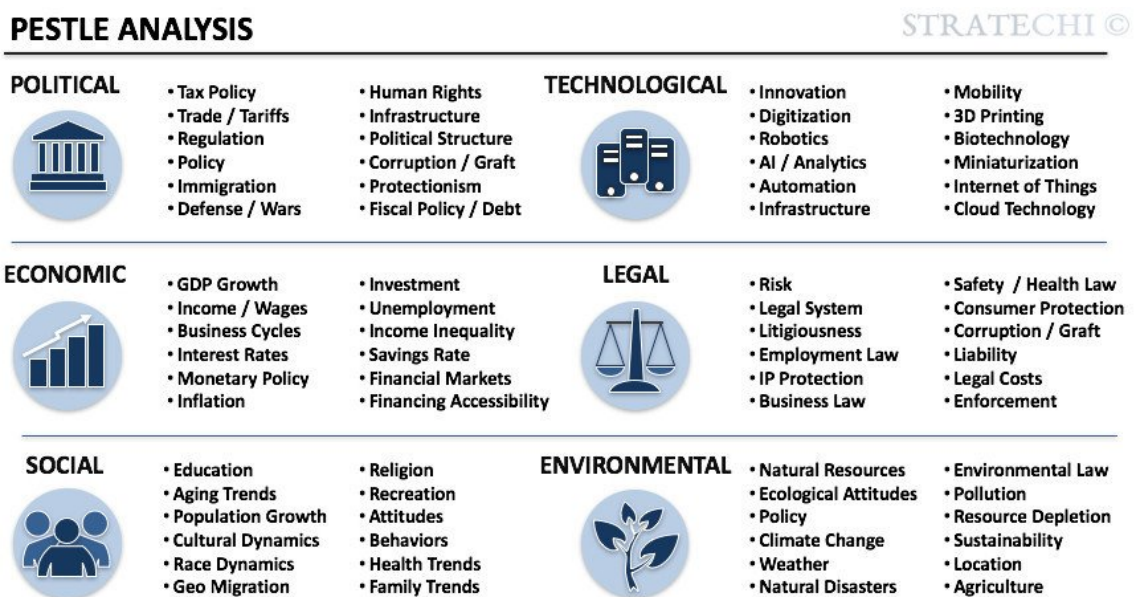 PESTLE ANALYSIS
STRATECHI ©
POLITICAL
• Tax Policy
• Trade / Tariffs
• Regulation
• Policy
• Immigration
• Defense / Wars
• Human Rights
• Infrastructure
• Political Structure
• Corruption / Graft
• Protectionism
• Fiscal Policy / Debt
TECHNOLOGICAL
• Innovation
• Digitization
• Robotics
• AI / Analytics
• Automation
• Infrastructure
• Mobility
• 3D Printing
• Biotechnology
• Miniaturization
• Internet of Things
• Cloud Technology
ECONOMIC
• GDP Growth
• Income / Wages
• Business Cycles
• Interest Rates
• Monetary Policy
• Inflation
• Investment
• Unemployment
• Income Inequality
• Savings Rate
• Financial Markets
• Financing Accessibility
LEGAL
• Risk
• Legal System
• Litigiousness
• Employment Law
• IP Protection
• Business Law
• Safety / Health Law
• Consumer Protection
• Corruption / Graft
• Liability
• Legal Costs
• Enforcement
SOCIAL
• Education
• Aging Trends
• Population Growth
• Cultural Dynamics
• Race Dynamics
• Geo Migration
• Religion
• Recreation
• Attitudes
• Behaviors
• Health Trends
• Family Trends
ENVIRONMENTAL
• Natural Resources
• Ecological Attitudes
• Policy
• Climate Change
• Weather
• Natural Disasters
• Environmental Law
• Pollution
• Resource Depletion
• Sustainability
• Location
• Agriculture